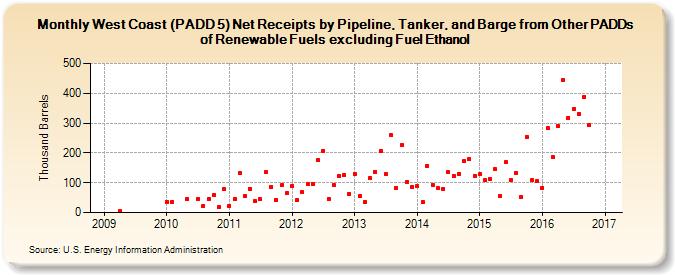 Monthly West Coast (PADD 5) Net Receipts by Pipeline, Tanker, and Barge from Other PADDs
of Renewable Fuels excluding Fuel Ethanol
Thousand Barrels
500
400
300
200
100
0
2009 2010 2011 2012 2013 2014 2015 2016 2017
Source: U.S. Energy Information Administration